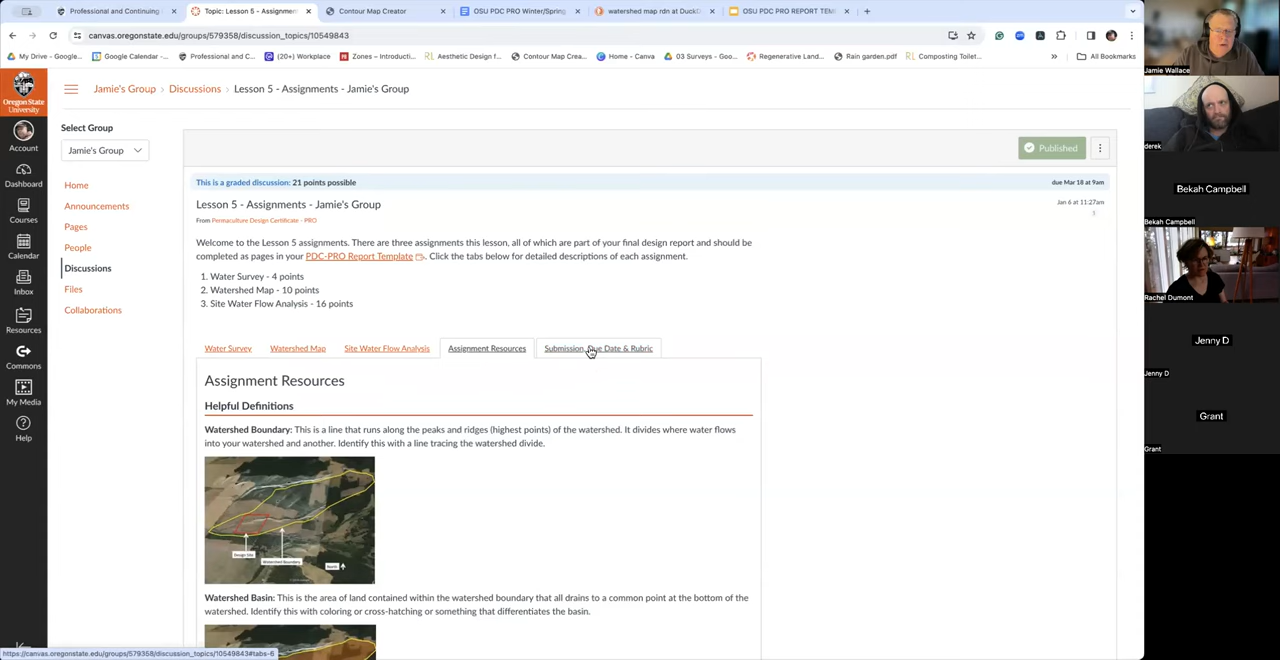 Professional and Continuing
Topic: Lesson 5 - Assignmen
Contour Map Creator
OSU PDC PRO Winter/Spring
watershed map rdn at DuckD
OSU PDC PRO REPORT TEM
canvas.oregonstate.edu/groups/579358/discussion_topics/10549843
My Drive - Google...
Google Calendar -...
Professional and C...
(20+) Workplace
Zones – Introducti...
Aesthetic Design f...
Contour Map Crea...
Home - Canva
03 Surveys - Goo...
Regenerative Land...
Rain garden.pdf
Composting Toilet...
All Bookmarks
Oregon State
University
Account
Dashboard
Courses
Calendar
Inbox
Resources
Commons
My Media
Help
Jamie's Group
Discussions
Lesson 5 - Assignments - Jamie's Group
Select Group
Jamie's Group
Home
Announcements
Pages
People
Discussions
Files
Collaborations
Published
This is a graded discussion: 21 points possible
due Mar 18 at 9am
Lesson 5 - Assignments - Jamie's Group
Jan 6 at 11:27am
From Permaculture Design Certificate - PRO
3
Welcome to the Lesson 5 assignments. There are three assignments this lesson, all of which are part of your final design report and should be
completed as pages in your PDC-PRO Report Template. Click the tabs below for detailed descriptions of each assignment.
1. Water Survey - 4 points
2. Watershed Map - 10 points
3. Site Water Flow Analysis - 16 points
Water Survey
Watershed Map
Site Water Flow Analysis
Assignment Resources
Submission, Due Date & Rubric
Assignment Resources
Helpful Definitions
Watershed Boundary: This is a line that runs along the peaks and ridges (highest points) of the watershed. It divides where water flows
into your watershed and another. Identify this with a line tracing the watershed divide.
Design Site
Watershed Boundary
North
Watershed Basin: This is the area of land contained within the watershed boundary that all drains to a common point at the bottom of the
watershed. Identify this with coloring or cross-hatching or something that differentiates the basin.
https://canvas.oregonstate.edu/groups/579358/discussion_topics/10549843#tabs-6
Jamie Wallace
derek
Bekah Campbell
Bekah Campbell
Rachel Dumont
Jenny D
Jenny D
Grant
Grant